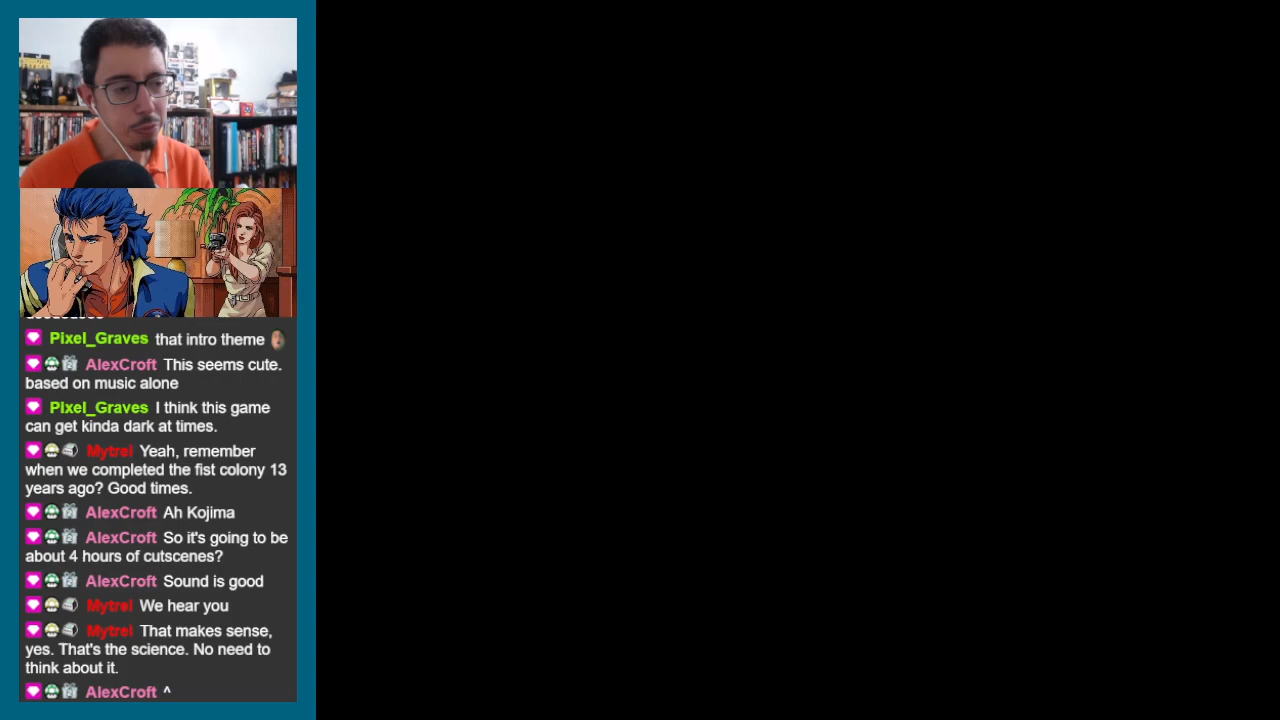 Pixel_Graves that intro theme
AlexCroft This seems cute.
based on music alone
Pixel_Graves I think this game
can get kinda dark at times.
Mytrel Yeah, remember
when we completed the fist colony 13
years ago? Good times.
AlexCroft Ah Kojima
AlexCroft So it's going to be
about 4 hours of cutscenes?
AlexCroft Sound is good
Mytrel We hear you
Mytrel That makes sense,
yes. That's the science. No need to
think about it.
AlexCroft ^